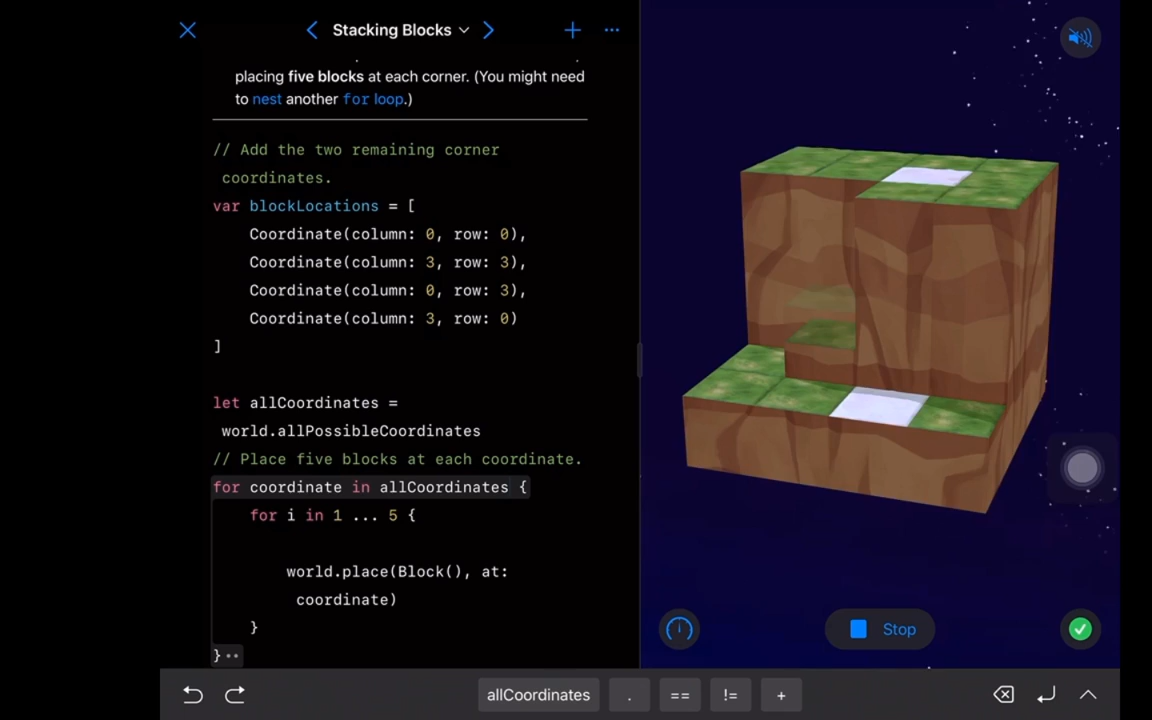 Stacking Blocks
placing five blocks at each corner. (You might need
to nest another for loop.)
// Add the two remaining corner
coordinates.
var blockLocations = [
Coordinate(column: 0, row: 0),
Coordinate(column: 3, row: 3),
Coordinate(column: 0, row: 3),
Coordinate(column: 3, row: 0)
]
let allCoordinates =
world.allPossibleCoordinates
// Place five blocks at each coordinate.
for coordinate in allCoordinates {
for i in 1 ... 5 {
world.place(Block(), at:
coordinate)
}
}
Stop
allCoordinates . == != +